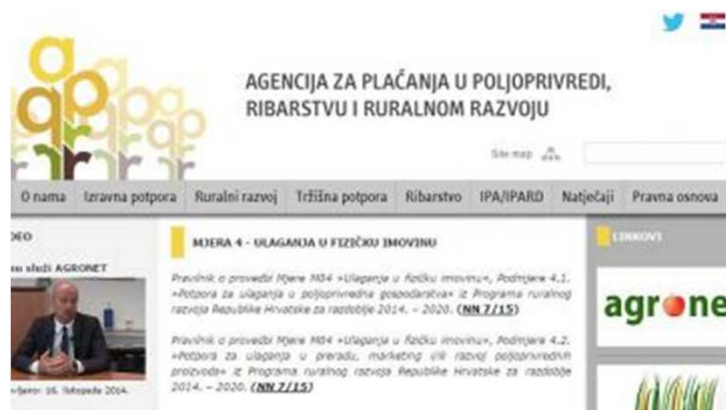 AGENCIJA ZA PLAĆANJA U POLJOPRIVREDI,
RIBARSTVU I RURALNOM RAZVOJU
Site map
O nama Izravna potpora Ruralni razvoj Tržišna potpora Ribarstvo IPA/IPARD Natječaji Pravna osnova
DEO
mu služi AGRONET
vljeno: 16. listopada 2014.
MJERA 4 - ULAGANJA U FIZIČKU IMOVINU
Pravilnik o provedbi Mjere M04 »Ulaganja u fizičku imovinu«, Podmjere 4.1.
»Potpora za ulaganja u poljoprivredna gospodarstva« iz Programa ruralnog
razvoja Republike Hrvatske za razdoblje 2014. – 2020. (NN 7/15)
Pravilnik o provedbi Mjere M04 »Ulaganja u fizičku imovinu«, Podmjere 4.2.
»Potpora za ulaganja u preradu, marketing i/ili razvoj poljoprivrednih
proizvoda« iz Programa ruralnog razvoja Republike Hrvatske za razdoblje
2014. – 2020. (NN 7/15)
LINKOVI
agrone